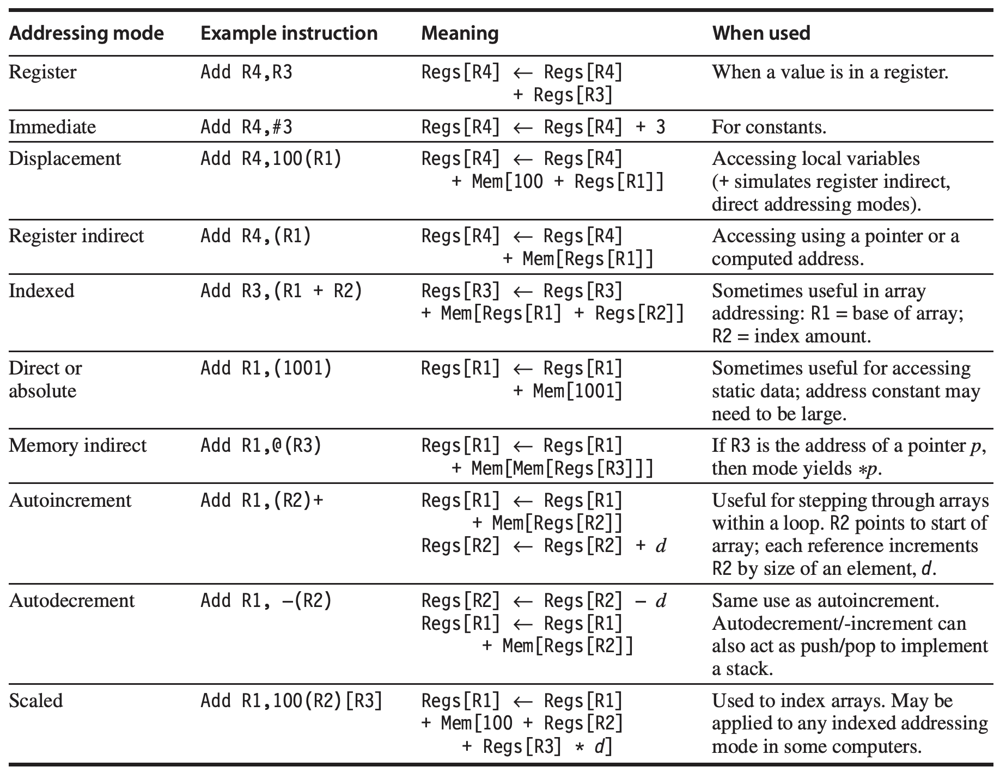 Addressing mode Example instruction Meaning When used
Register Add R4,R3 Regs[R4] ← Regs[R4] When a value is in a register.
+ Regs[R3]
Immediate Add R4,#3 Regs[R4] ← Regs[R4] + 3 For constants.
Displacement Add R4,100(R1) Regs[R4] ← Regs[R4] Accessing local variables
+ Mem[100 + Regs[R1]] (+ simulates register indirect,
direct addressing modes).
Register indirect Add R4,(R1) Regs[R4] ← Regs[R4] Accessing using a pointer or a
+ Mem[Regs[R1]] computed address.
Indexed Add R3,(R1 + R2) Regs[R3] ← Regs[R3] Sometimes useful in array
+ Mem[Regs[R1] + Regs[R2]] addressing: R1 = base of array;
R2 = index amount.
Direct or Add R1,(1001) Regs[R1] ← Regs[R1] Sometimes useful for accessing
absolute + Mem[1001] static data; address constant may
need to be large.
Memory indirect Add R1,@(R3) Regs[R1] ← Regs[R1] If R3 is the address of a pointer p,
+ Mem[Mem[Regs[R3]]] then mode yields *p.
Autoincrement Add R1,(R2)+ Regs[R1] ← Regs[R1] Useful for stepping through arrays
+ Mem[Regs[R2]] within a loop. R2 points to start of
Regs[R2] ← Regs[R2] + d array; each reference increments
R2 by size of an element, d.
Autodecrement Add R1, –(R2) Regs[R2] ← Regs[R2] – d Same use as autoincrement.
Regs[R1] ← Regs[R1] Autodecrement/-increment can
+ Mem[Regs[R2]] also act as push/pop to implement
a stack.
Scaled Add R1,100(R2)[R3] Regs[R1] ← Regs[R1] Used to index arrays. May be
+ Mem[100 + Regs[R2] applied to any indexed addressing
+ Regs[R3] * d] mode in some computers.